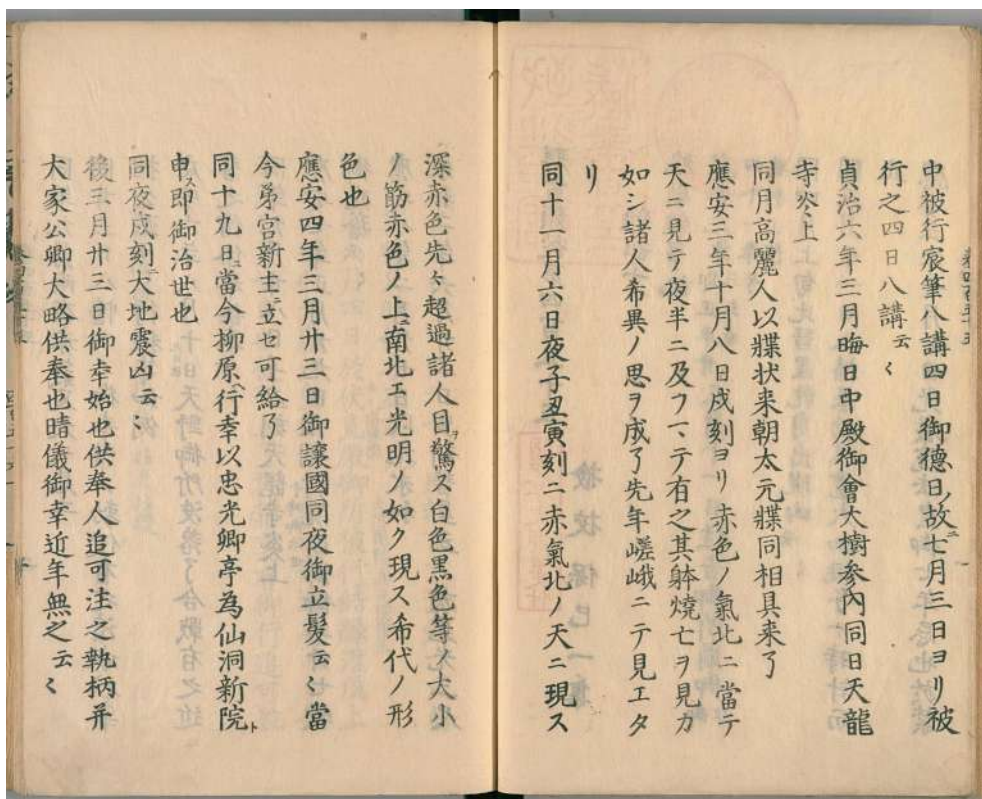 中被行宸筆八講四日御德日ノ故ニ七月三日ヨリ被
行之四日八講云〱
貞治六年三月晦日中殿御會大樹参内同日天龍
寺炎上
同月高麗人以牒状来朝太元牒同相具来了
應安三年十月八日戌刻ヨリ赤色ノ氣北ニ當テ
天ニ見テ夜半ニ及フ丶テ有之其躰焼亡ヲ見カ
如シ諸人希異ノ思ヲ成了先年嵯峨ニテ見エタ
リ
同十一月六日夜子丑寅刻ニ赤氣北ノ天ニ現ス
深赤色先々超過諸人目ヲ驚ス白色黒色等ノ大小
ノ筋赤色ノ上ニ南北エ光明ノ如ク現ス希代ノ形
色也
應安四年三月廿三日御讓國同夜御立髮云〱當
今第宮新主ニ立セ可給了
同十九日當今柳原ニ行幸以忠光卿亭為仙洞新院ト
申ス即御治世也
同夜戌刻ニ大地震凶云〻
後三月廿三日御幸始也供奉人追可注之執柄并
大家公卿大略供奉也晴儀御幸近年無之云〱